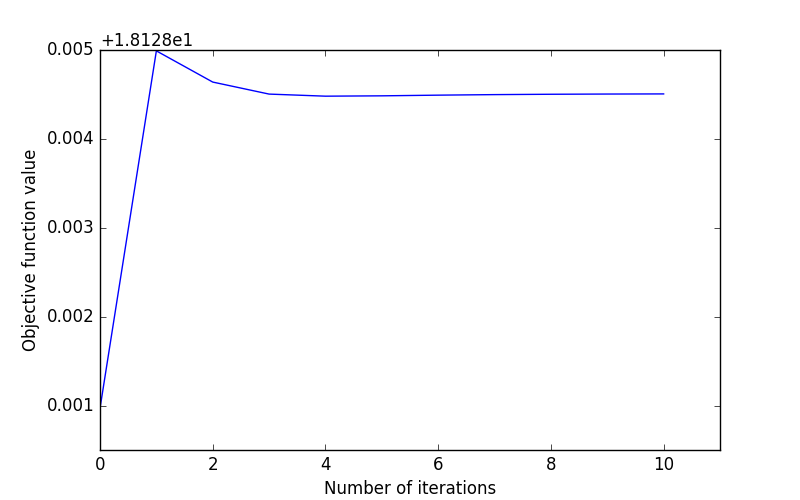 +1.8128e1
0.005
0.004
0.003
0.002
0.001
Objective function value
0 2 4 6 8 10
Number of iterations